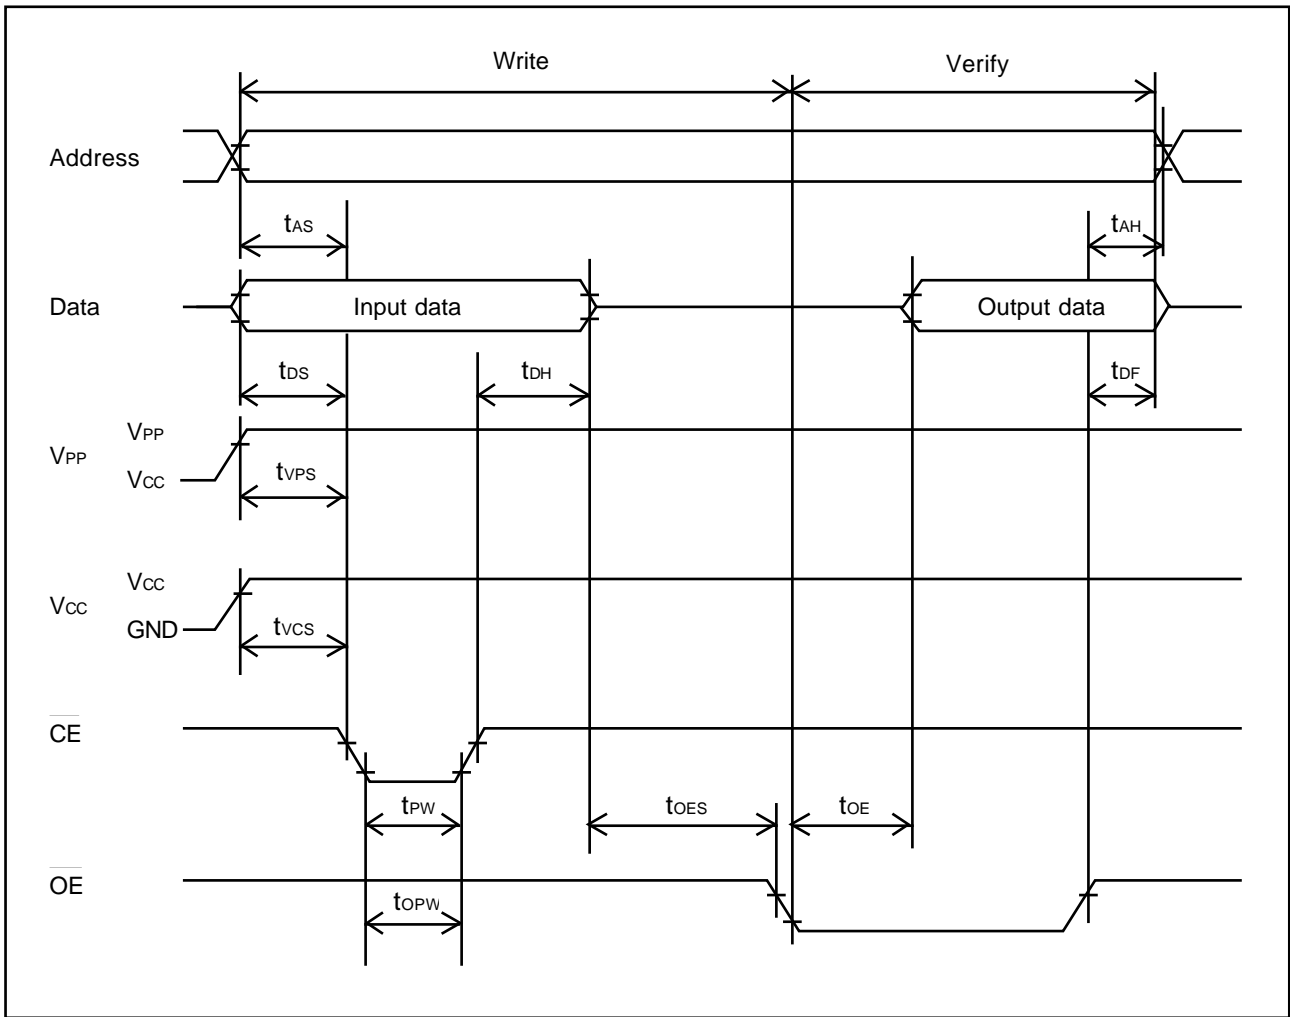 Write
Verify
Address
tAS
tAH
Data
Input data
Output data
tDS
tDH
tDF
VPP
VPP
VCC
tVPS
VCC
VCC
GND
tVCS
CE
tPW
tOES
tOE
OE
tOPW